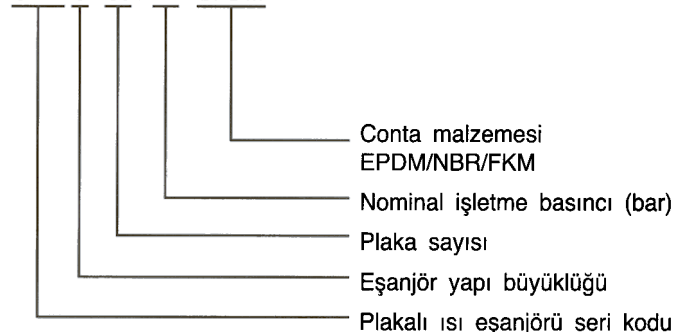 Conta malzemesi
EPDM/NBR/FKM
Nominal işletme basıncı (bar)
Plaka sayısı
Eşanjör yapı büyüklüğü
Plakalı ısı eşanjörü seri kodu